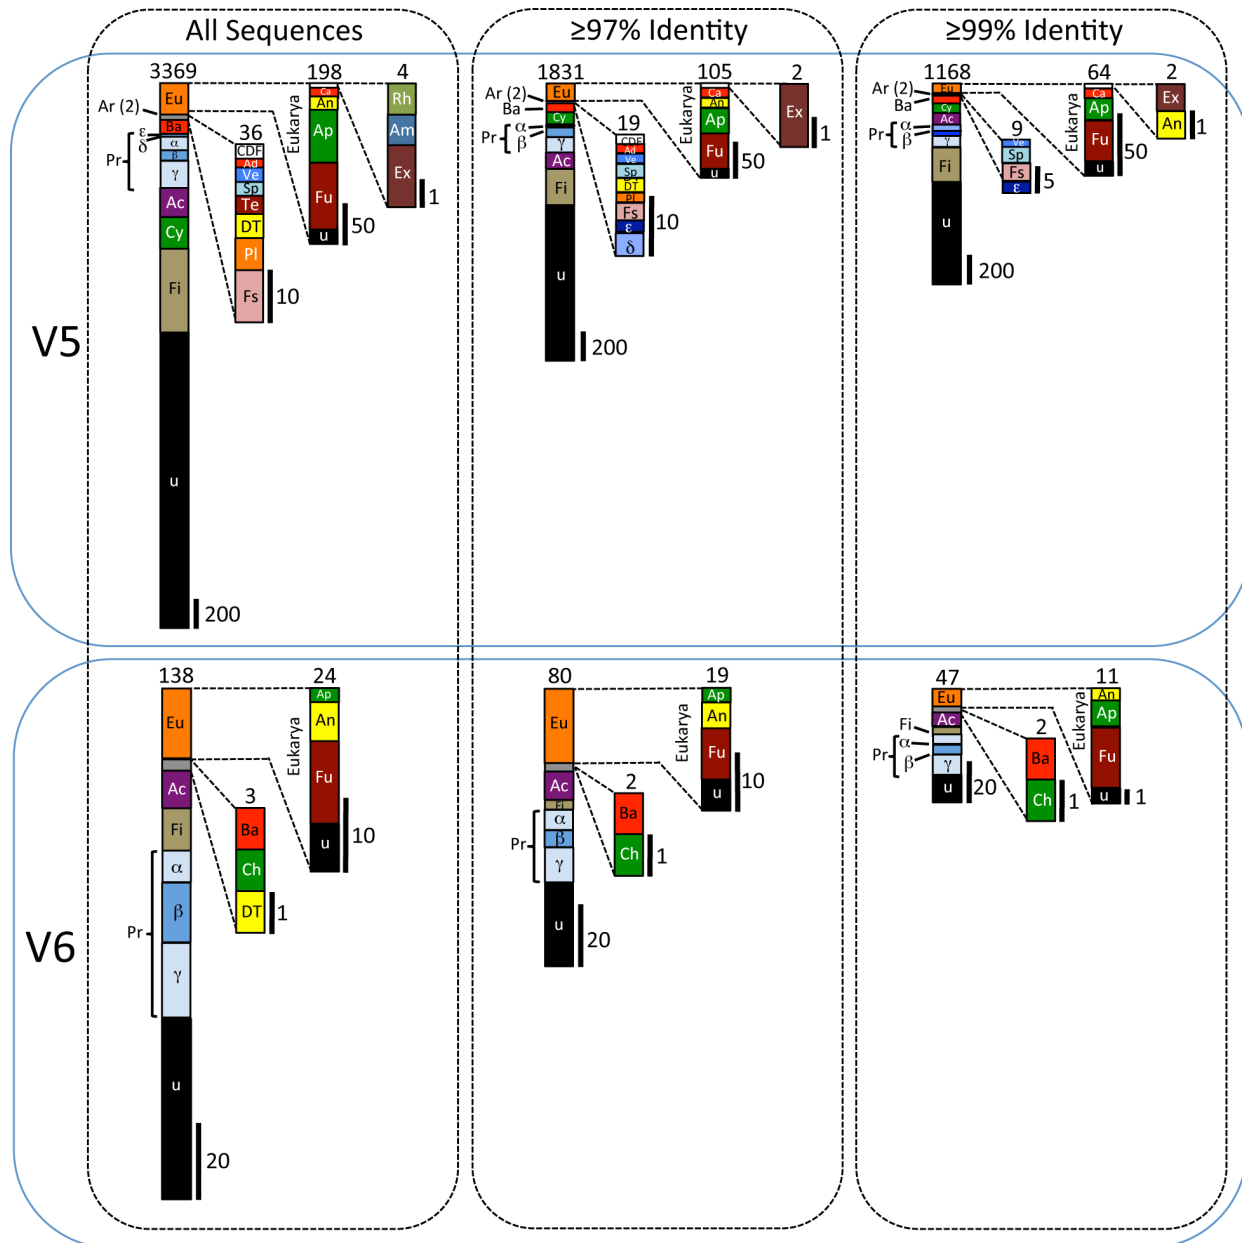 All Sequences
≥97% Identity
≥99% Identity
V5
3369
Eu
Ar (2)
Ba
ε
δ
Pr
α
β
γ
Ac
Cy
Fi
u
200
36
CDF
Ad
Ve
Sp
Te
DT
Pl
Fs
10
198
Eukarya
Ca
An
Ap
Fu
u
50
4
Rh
Am
Ex
1
1831
Eu
Ar (2)
Ba
Cy
Pr
α
β
γ
Ac
Fi
u
200
19
CDF
Ad
Ve
Sp
DT
Pl
Fs
ε
δ
10
105
Eukarya
Ca
An
Ap
Fu
u
50
2
Ex
1
1168
Eu
Ar (2)
Ba
Cy
Ac
Pr
α
β
γ
Fi
u
200
9
Ve
Sp
Fs
ε
5
64
Eukarya
Ca
Ap
Fu
u
50
2
Ex
An
1
V6
138
Eu
Ac
Fi
Pr
α
β
γ
u
20
3
Ba
Ch
DT
1
24
Eukarya
Ap
An
Fu
u
10
80
Eu
Ac
Fi
Pr
α
β
γ
u
20
2
Ba
Ch
1
19
Eukarya
Ap
An
Fu
u
10
47
Eu
Ac
Fi
Pr
α
β
γ
u
20
2
Ba
Ch
1
11
Eukarya
An
Ap
Fu
u
1